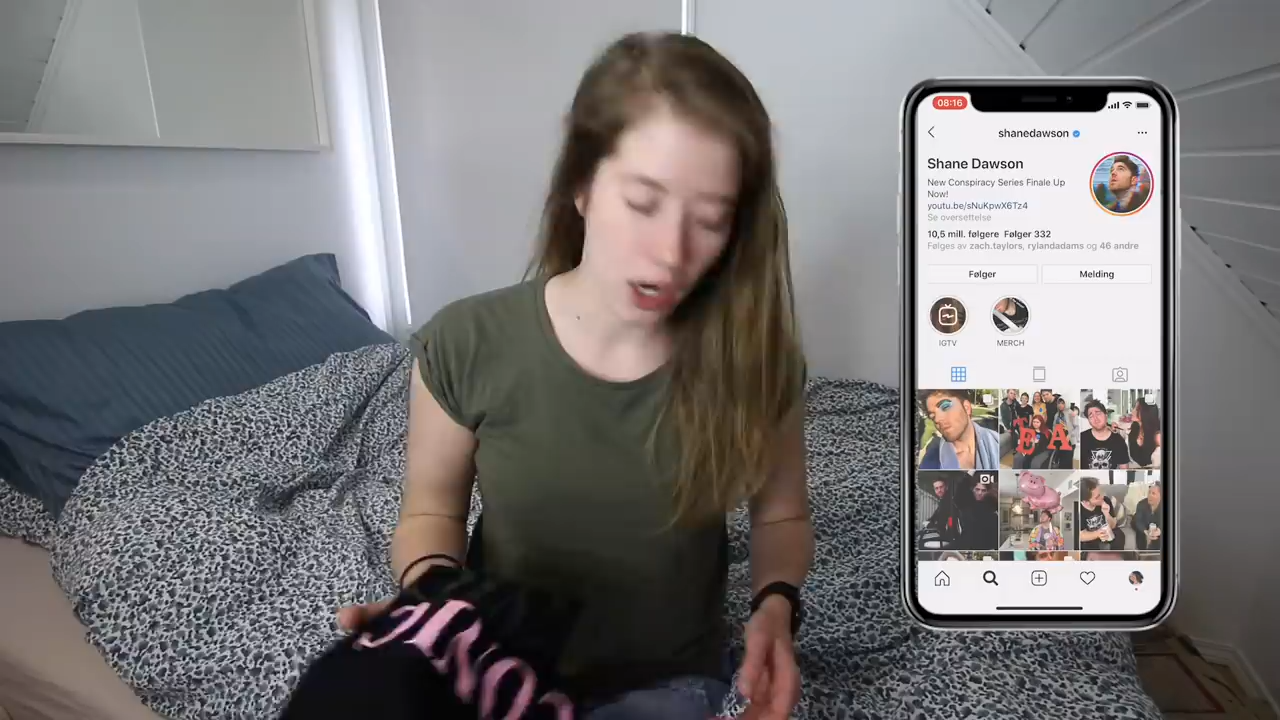 08:16
shanedawson
Shane Dawson
New Conspiracy Series Finale Up
Now!
youtu.be/sNuKpwX6Tz4
Se oversettelse
10,5 mill. følgere Følger 332
Følges av zach.taylors, rylandadams og 46 andre
Følger
Melding
IGTV
MERCH
E A